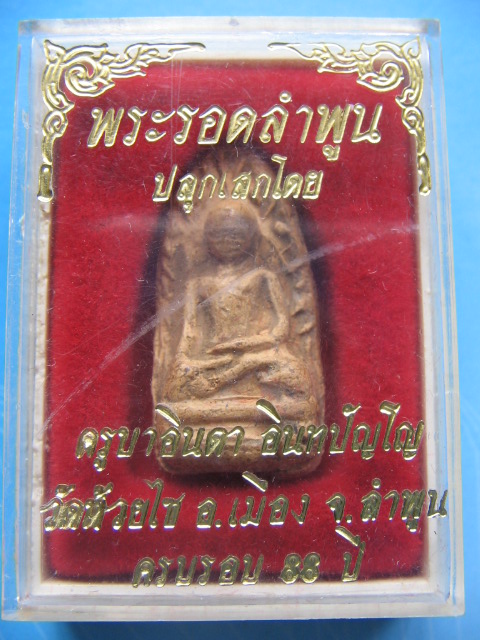 พระรอดลำพูน
ปลุกเสกโดย
ครูบาอินตา อินทปัญโญ
วัดห้วยไซ อ.เมือง จ.ลำพูน
ครบรอบ 88 ปี